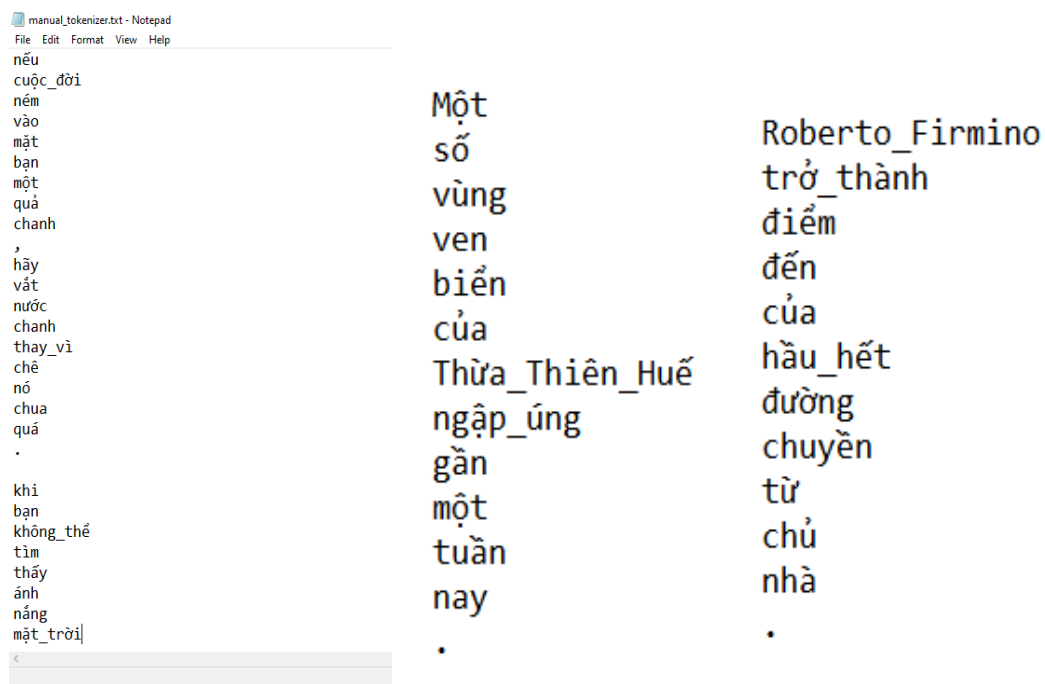 manual_tokenizer.txt - Notepad
File Edit Format View Help
nếu
cuộc_đời
ném
vào
mặt
bạn
một
quả
chanh
,
hãy
vắt
nước
chanh
thay_vì
chê
nó
chua
quá
.
khi
bạn
không_thể
tìm
thấy
ánh
nắng
mặt_trời
Một
số
vùng
ven
biển
của
Thừa_Thiên_Huế
ngập_úng
gần
một
tuần
nay
.
Roberto_Firmino
trở_thành
điểm
đến
của
hầu_hết
đường
chuyền
từ
chủ
nhà
.